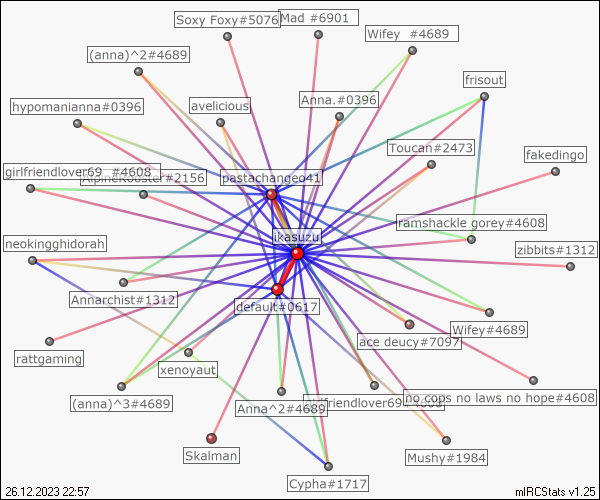 Soxy Foxy#5076
Mad #6901
Wifey #4689
(anna)^2#4689
frisout
hypomanianna#0396
avelicious
Anna.#0396
Toucan#2473
fakedingo
girlfriendlover69 #4608
AlpineRooster#2156
pastachangeo41
ramshackle gorey#4608
ikasuzu
neokingghidorah
zibbits#1312
Annarchist#1312
default#0617
Wifey#4689
ace deucy#7097
rattgaming
xenoyaut
(anna)^3#4689
Anna^2#4689
girlfriendlover69#4608
no cops no laws no hope#4608
Skalman
Mushy#1984
Cypha#1717
26.12.2023 22:57
mIRCStats v1.25